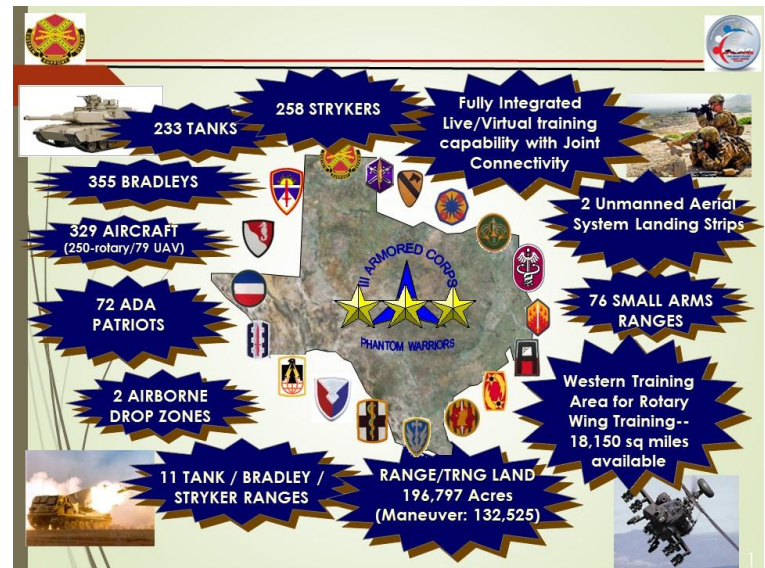 233 TANKS
258 STRYKERS
Fully Integrated
Live/Virtual training
capability with Joint
Connectivity
355 BRADLEYS
2 Unmanned Aerial
System Landing Strips
329 AIRCRAFT
(250-rotary/79 UAV)
III ARMORED CORPS
PHANTOM WARRIORS
72 ADA
PATRIOTS
76 SMALL ARMS
RANGES
2 AIRBORNE
DROP ZONES
Western Training
Area for Rotary
Wing Training--
18,150 sq miles
available
11 TANK / BRADLEY /
STRYKER RANGES
RANGE/TRNG LAND
196,797 Acres
(Maneuver: 132,525)
1